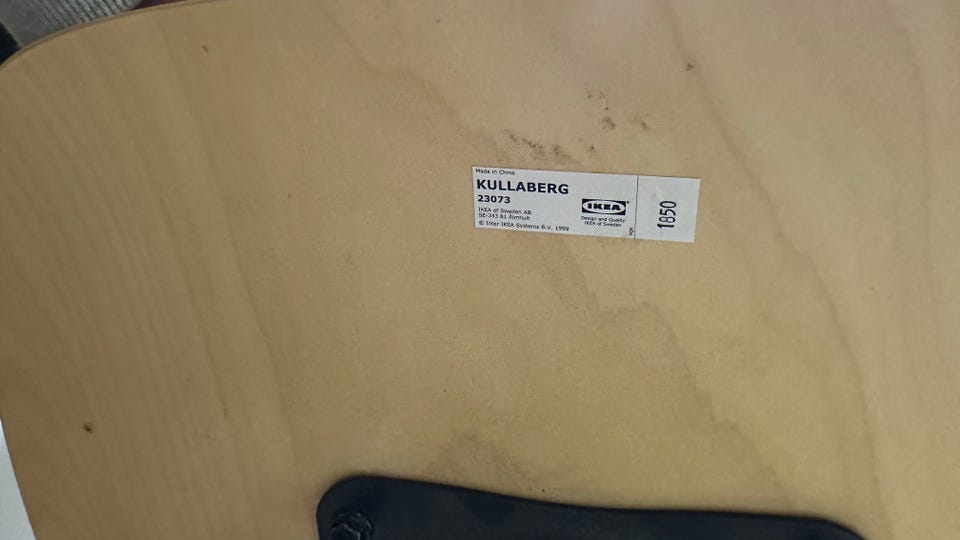 Made in China
KULLABERG
23073
IKEA of Sweden AB
SE-343 81 Älmhult
© Inter IKEA Systems B.V. 1999
IKEA®
Design and Quality
IKEA of Sweden
1850